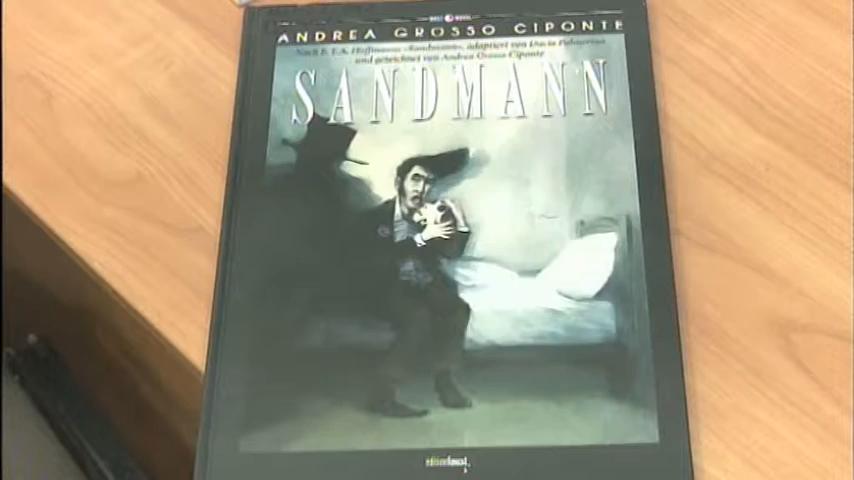 ANDREA GROSSO CIPONTE
Nach E.T.A. Hoffmanns »Sandmann«, adaptiert von Dacia Palmerino
und gezeichnet von Andrea Grosso Ciponte
SANDMANN